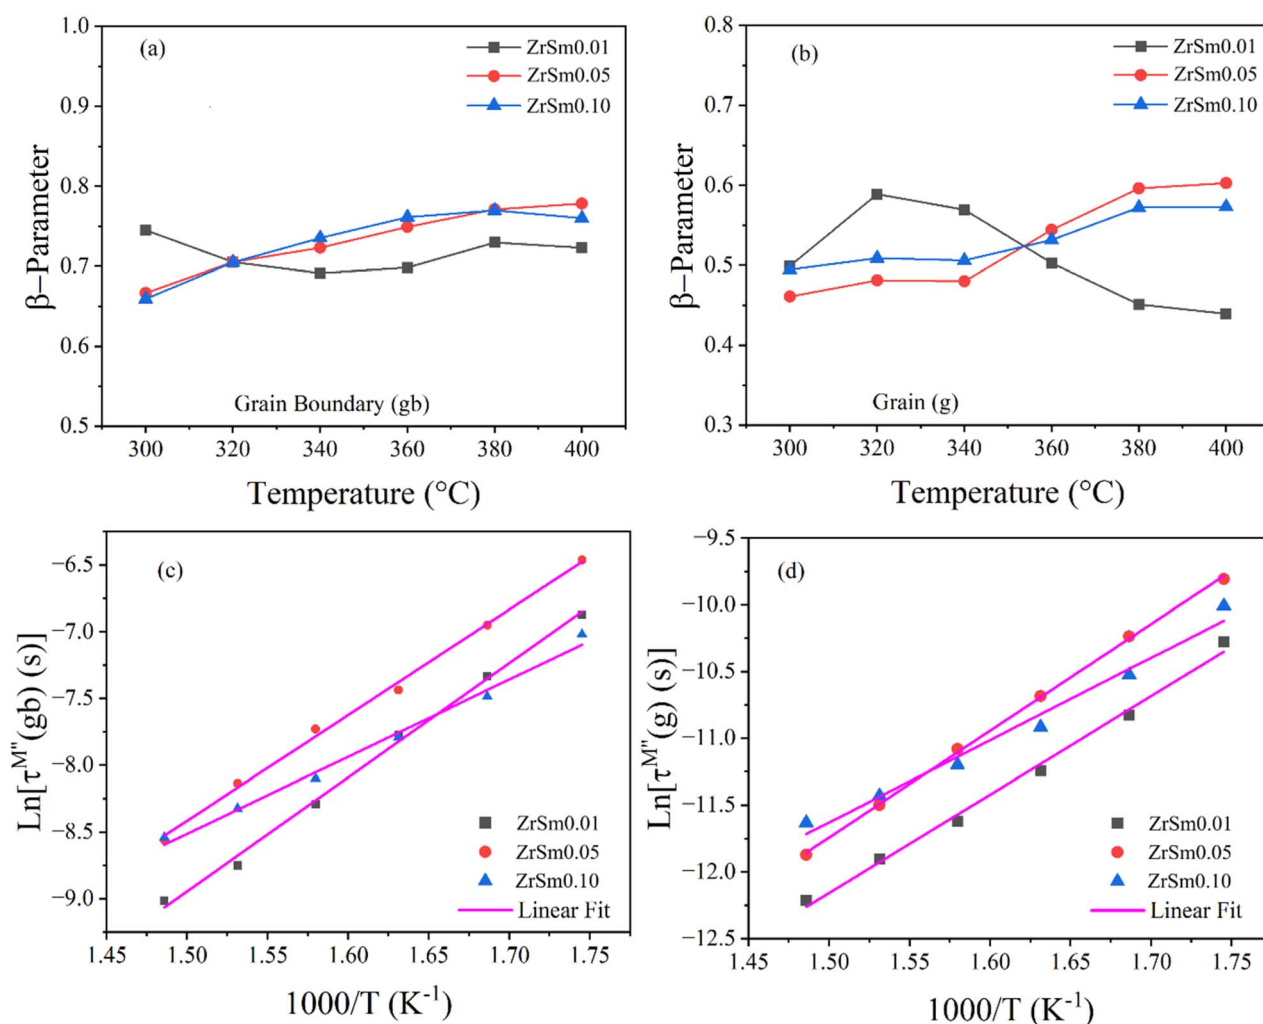 (a)
ZrSm0.01
ZrSm0.05
ZrSm0.10
1.0
0.9
0.8
0.7
0.6
0.5
β−Parameter
Grain Boundary (gb)
300 320 340 360 380 400
Temperature (°C)
(b)
ZrSm0.01
ZrSm0.05
ZrSm0.10
0.8
0.7
0.6
0.5
0.4
0.3
β−Parameter
Grain (g)
300 320 340 360 380 400
Temperature (°C)
(c)
−6.5
−7.0
−7.5
−8.0
−8.5
−9.0
Ln[τᴹ"(gb) (s)]
ZrSm0.01
ZrSm0.05
ZrSm0.10
Linear Fit
1.45 1.50 1.55 1.60 1.65 1.70 1.75
1000/T (K⁻¹)
(d)
−9.5
−10.0
−10.5
−11.0
−11.5
−12.0
−12.5
Ln[τᴹ"(g) (s)]
ZrSm0.01
ZrSm0.05
ZrSm0.10
Linear Fit
1.45 1.50 1.55 1.60 1.65 1.70 1.75
1000/T (K⁻¹)